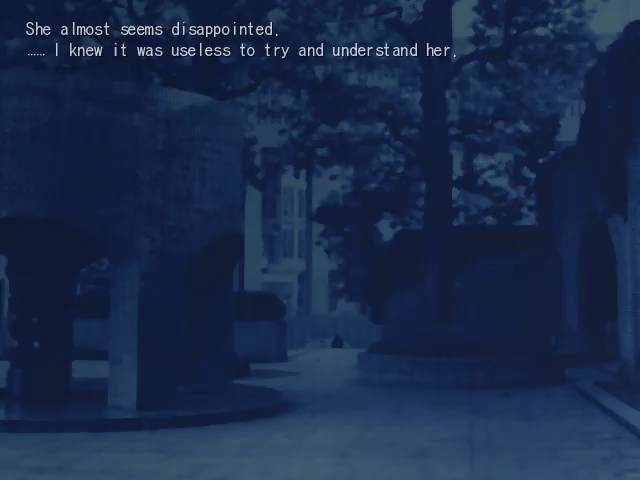 She almost seems disappointed.
…… I knew it was useless to try and understand her.